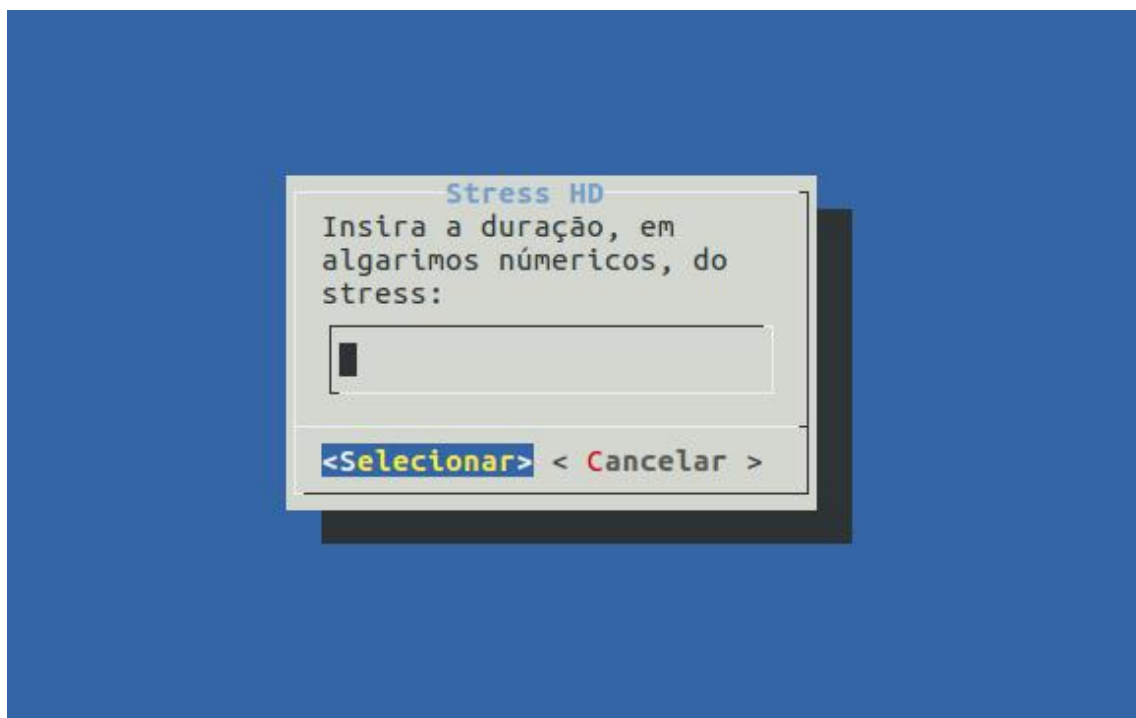 Stress HD
Insira a duração, em
algarimos númericos, do
stress:
<Selecionar> < Cancelar >